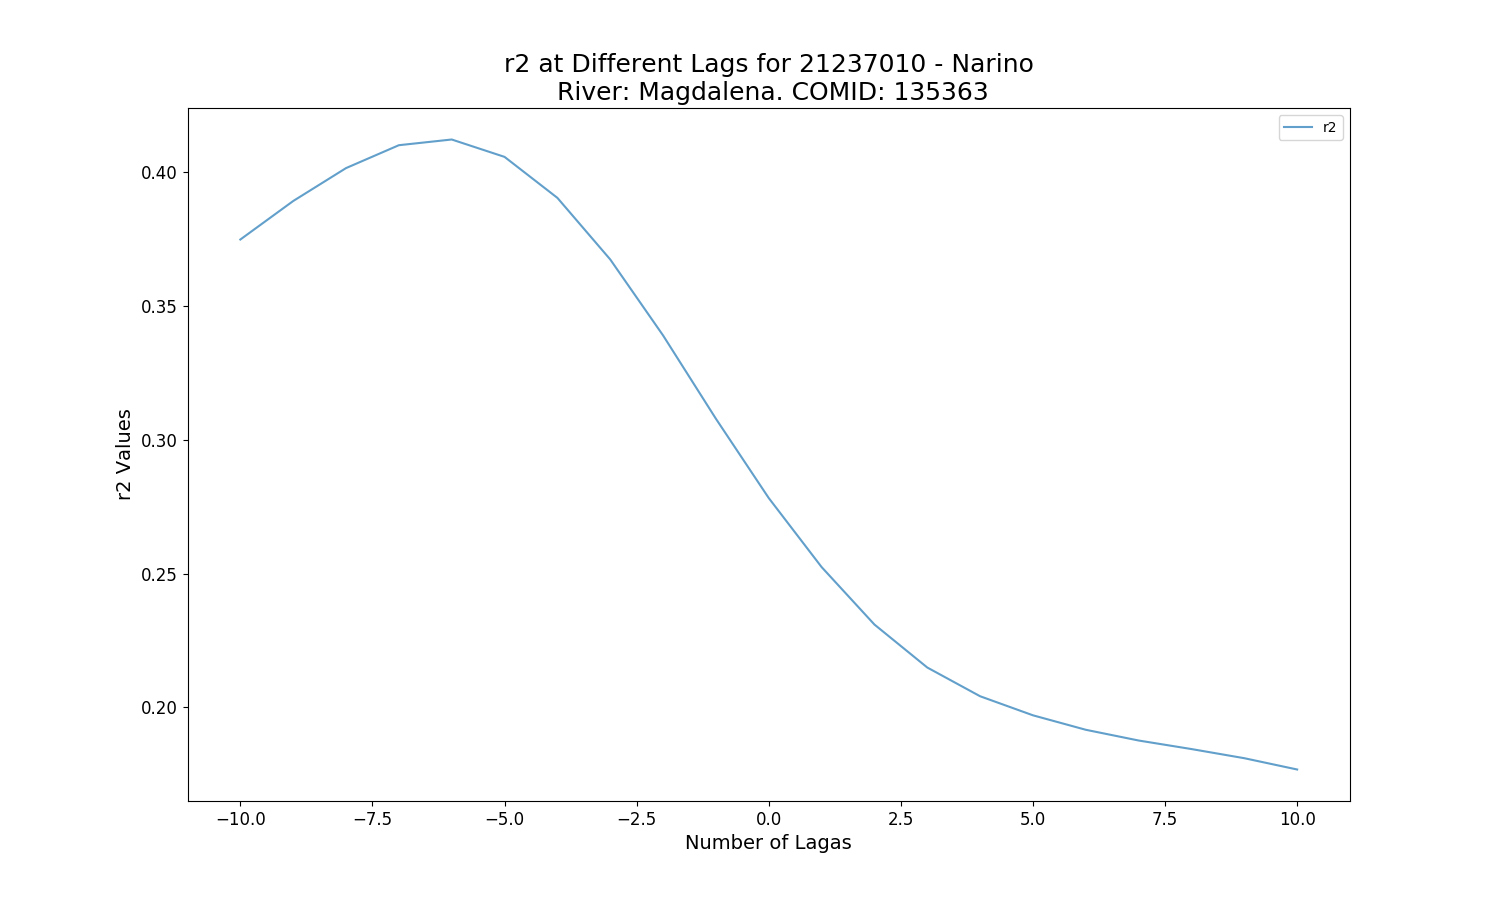 r2 at Different Lags for 21237010 - Narino
River: Magdalena. COMID: 135363
r2
0.40
0.35
0.30
0.25
0.20
r2 Values
−10.0 −7.5 −5.0 −2.5 0.0 2.5 5.0 7.5 10.0
Number of Lagas